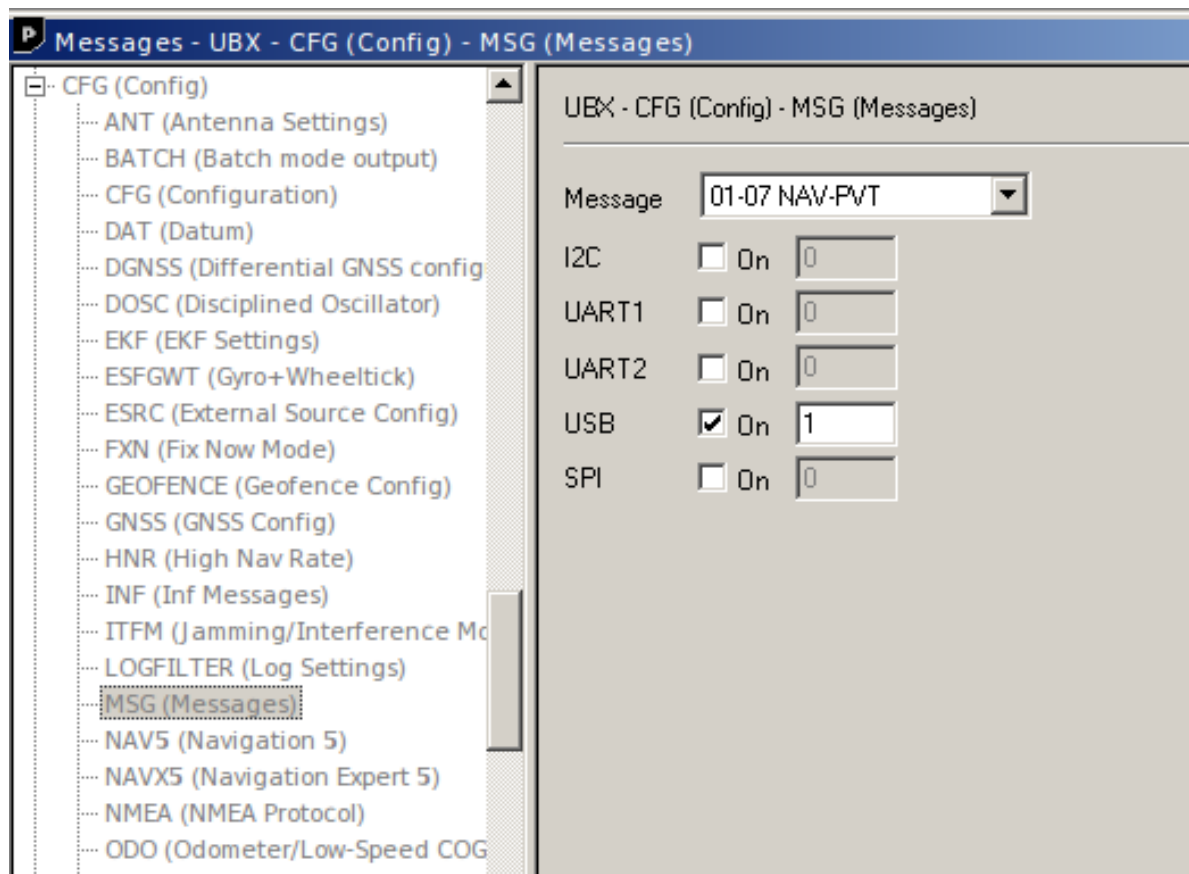 P Messages - UBX - CFG (Config) - MSG (Messages)
CFG (Config)
ANT (Antenna Settings)
BATCH (Batch mode output)
CFG (Configuration)
DAT (Datum)
DGNSS (Differential GNSS config
DOSC (Disciplined Oscillator)
EKF (EKF Settings)
ESFGWT (Gyro+Wheeltick)
ESRC (External Source Config)
FXN (Fix Now Mode)
GEOFENCE (Geofence Config)
GNSS (GNSS Config)
HNR (High Nav Rate)
INF (Inf Messages)
ITFM (Jamming/Interference Mo
LOGFILTER (Log Settings)
MSG (Messages)
NAV5 (Navigation 5)
NAVX5 (Navigation Expert 5)
NMEA (NMEA Protocol)
ODO (Odometer/Low-Speed COG
UBX - CFG (Config) - MSG (Messages)
Message 01-07 NAV-PVT
I2C On 0
UART1 On 0
UART2 On 0
USB On 1
SPI On 0